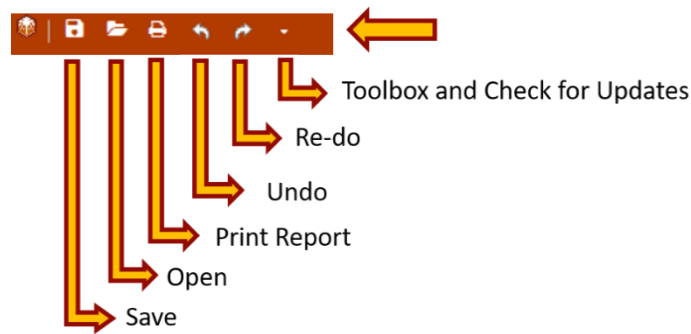 Toolbox and Check for Updates
Re-do
Undo
Print Report
Open
Save